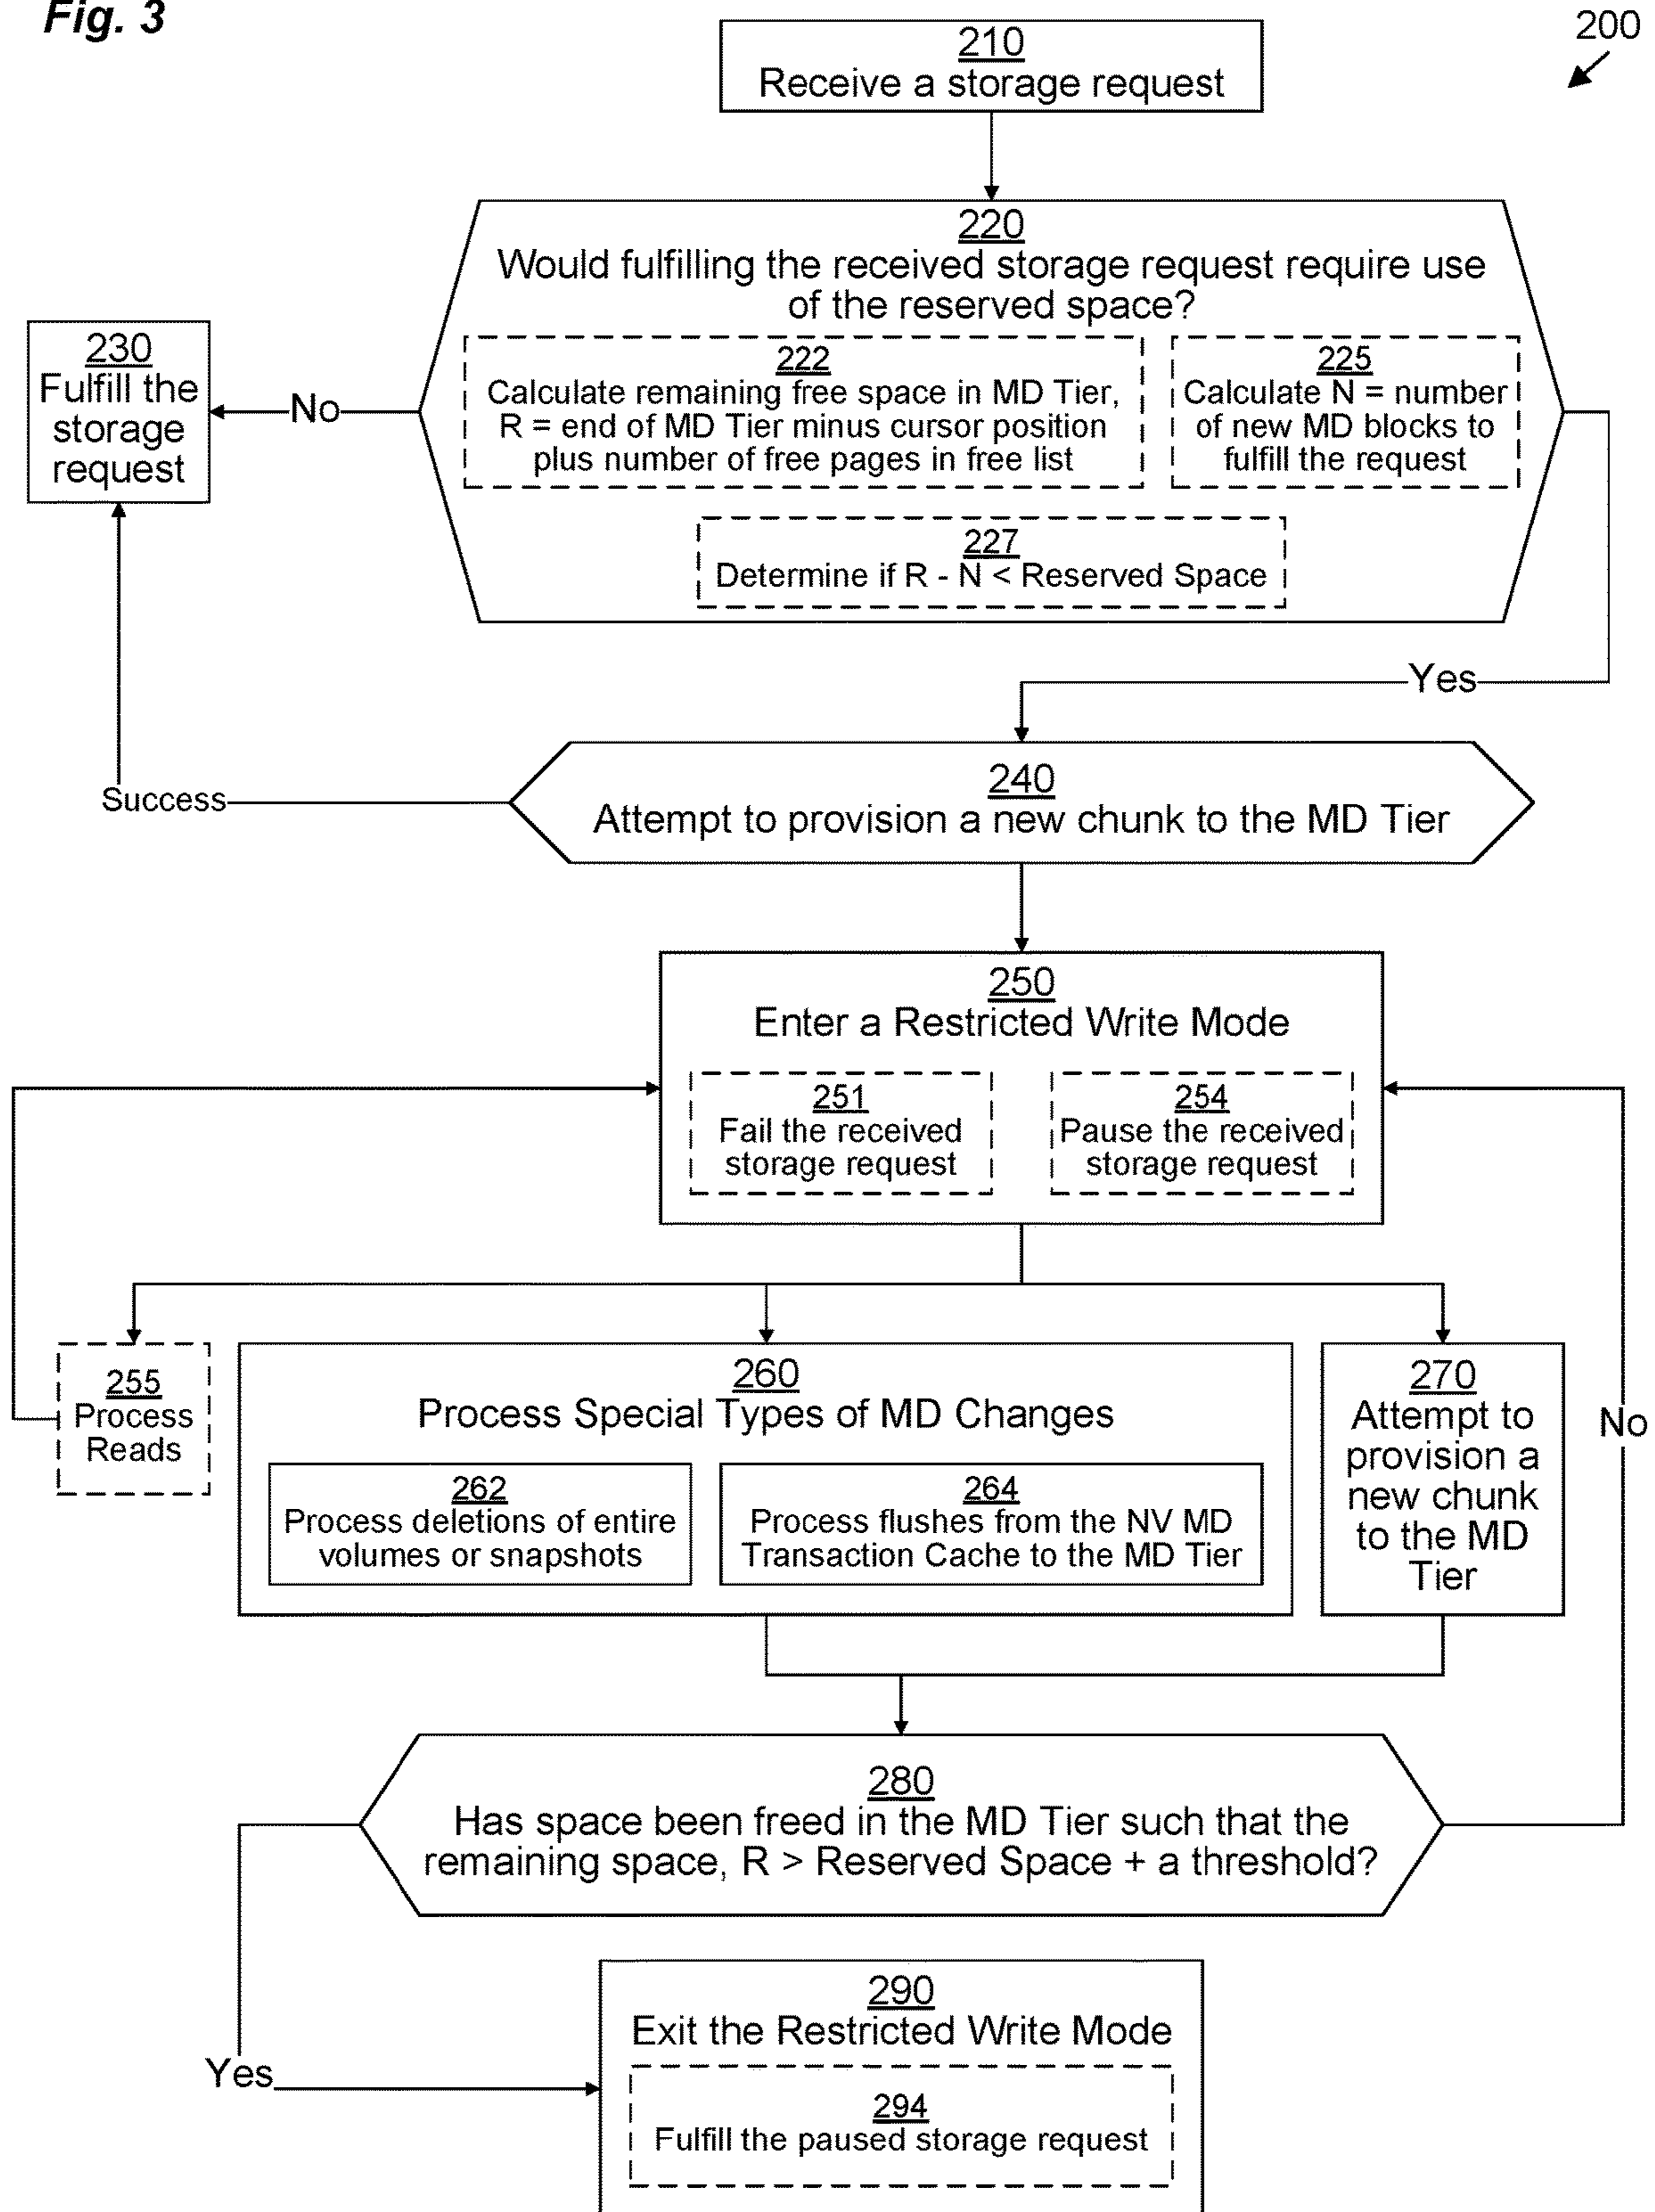 Fig. 3
200
210
Receive a storage request
220
Would fulfilling the received storage request require use
of the reserved space?
222
Calculate remaining free space in MD Tier,
R = end of MD Tier minus cursor position
plus number of free pages in free list
225
Calculate N = number
of new MD blocks to
fulfill the request
227
Determine if R - N < Reserved Space
230
Fulfill the
storage
request
No
Yes
240
Attempt to provision a new chunk to the MD Tier
Success
250
Enter a Restricted Write Mode
251
Fail the received
storage request
254
Pause the received
storage request
255
Process
Reads
260
Process Special Types of MD Changes
262
Process deletions of entire
volumes or snapshots
264
Process flushes from the NV MD
Transaction Cache to the MD Tier
270
Attempt to
provision a
new chunk
to the MD
Tier
No
280
Has space been freed in the MD Tier such that the
remaining space, R > Reserved Space + a threshold?
Yes
290
Exit the Restricted Write Mode
294
Fulfill the paused storage request